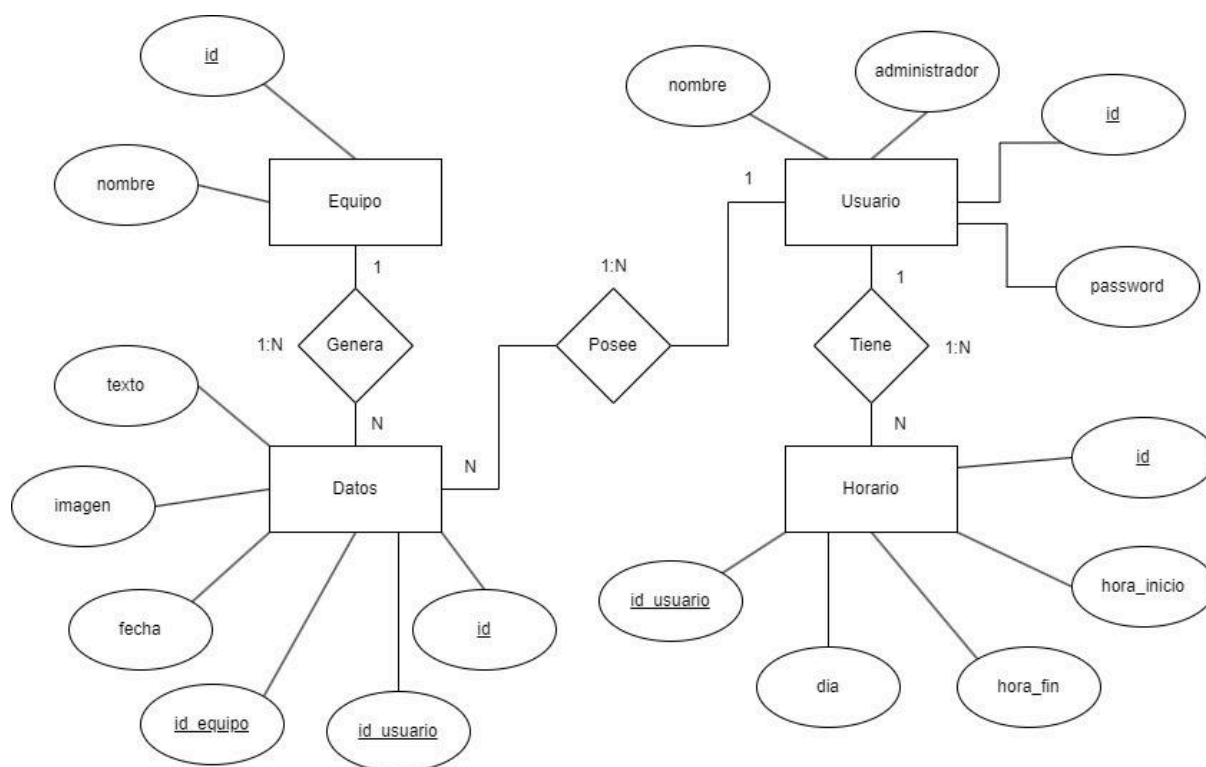 id
nombre
administrador
id
nombre
Equipo
1
Usuario
1
1:N
1
password
1:N
Genera
Posee
Tiene
1:N
texto
N
N
N
id
imagen
Datos
Horario
hora_inicio
fecha
id
id_usuario
dia
hora_fin
id_equipo
id_usuario